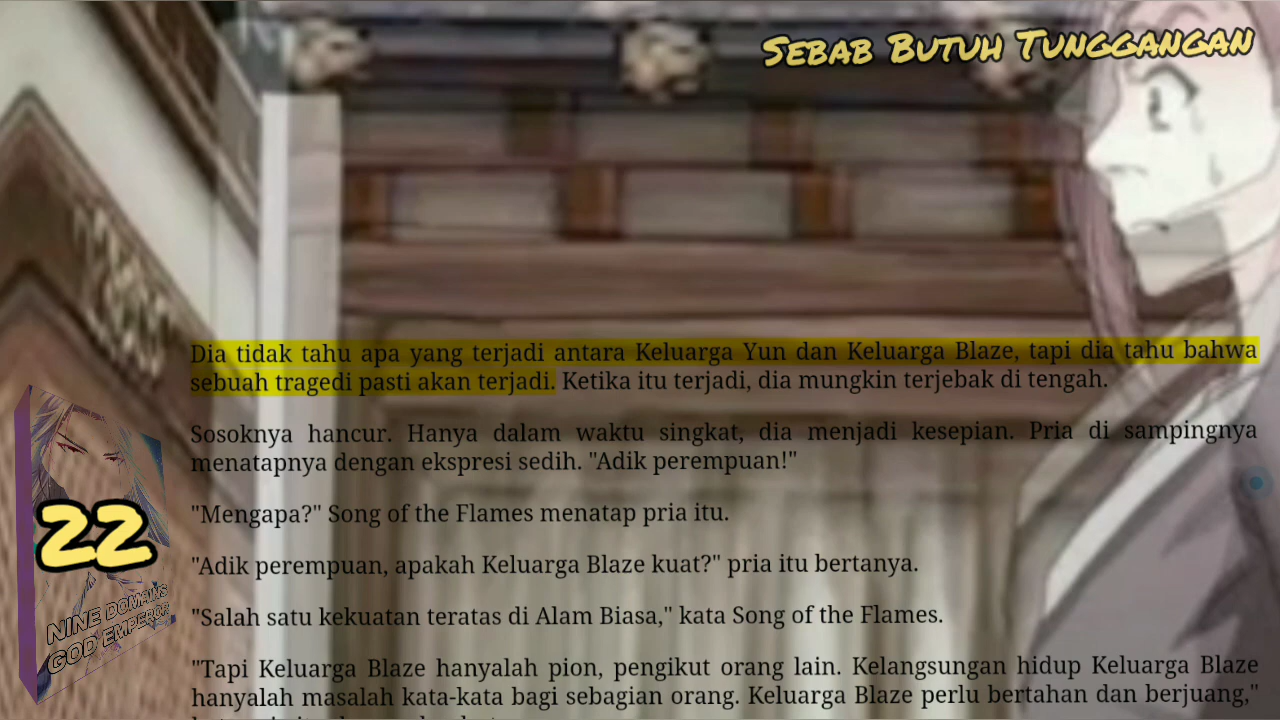 Sebab Butuh Tunggangan
Dia tidak tahu apa yang terjadi antara Keluarga Yun dan Keluarga Blaze, tapi dia tahu bahwa
sebuah tragedi pasti akan terjadi. Ketika itu terjadi, dia mungkin terjebak di tengah.
Sosoknya hancur. Hanya dalam waktu singkat, dia menjadi kesepian. Pria di sampingnya
menatapnya dengan ekspresi sedih. "Adik perempuan!"
"Mengapa?" Song of the Flames menatap pria itu.
"Adik perempuan, apakah Keluarga Blaze kuat?" pria itu bertanya.
"Salah satu kekuatan teratas di Alam Biasa," kata Song of the Flames.
"Tapi Keluarga Blaze hanyalah pion, pengikut orang lain. Kelangsungan hidup Keluarga Blaze
hanyalah masalah kata-kata bagi sebagian orang. Keluarga Blaze perlu bertahan dan berjuang,"
22
NINE DOMAINS
GOD EMPEROR